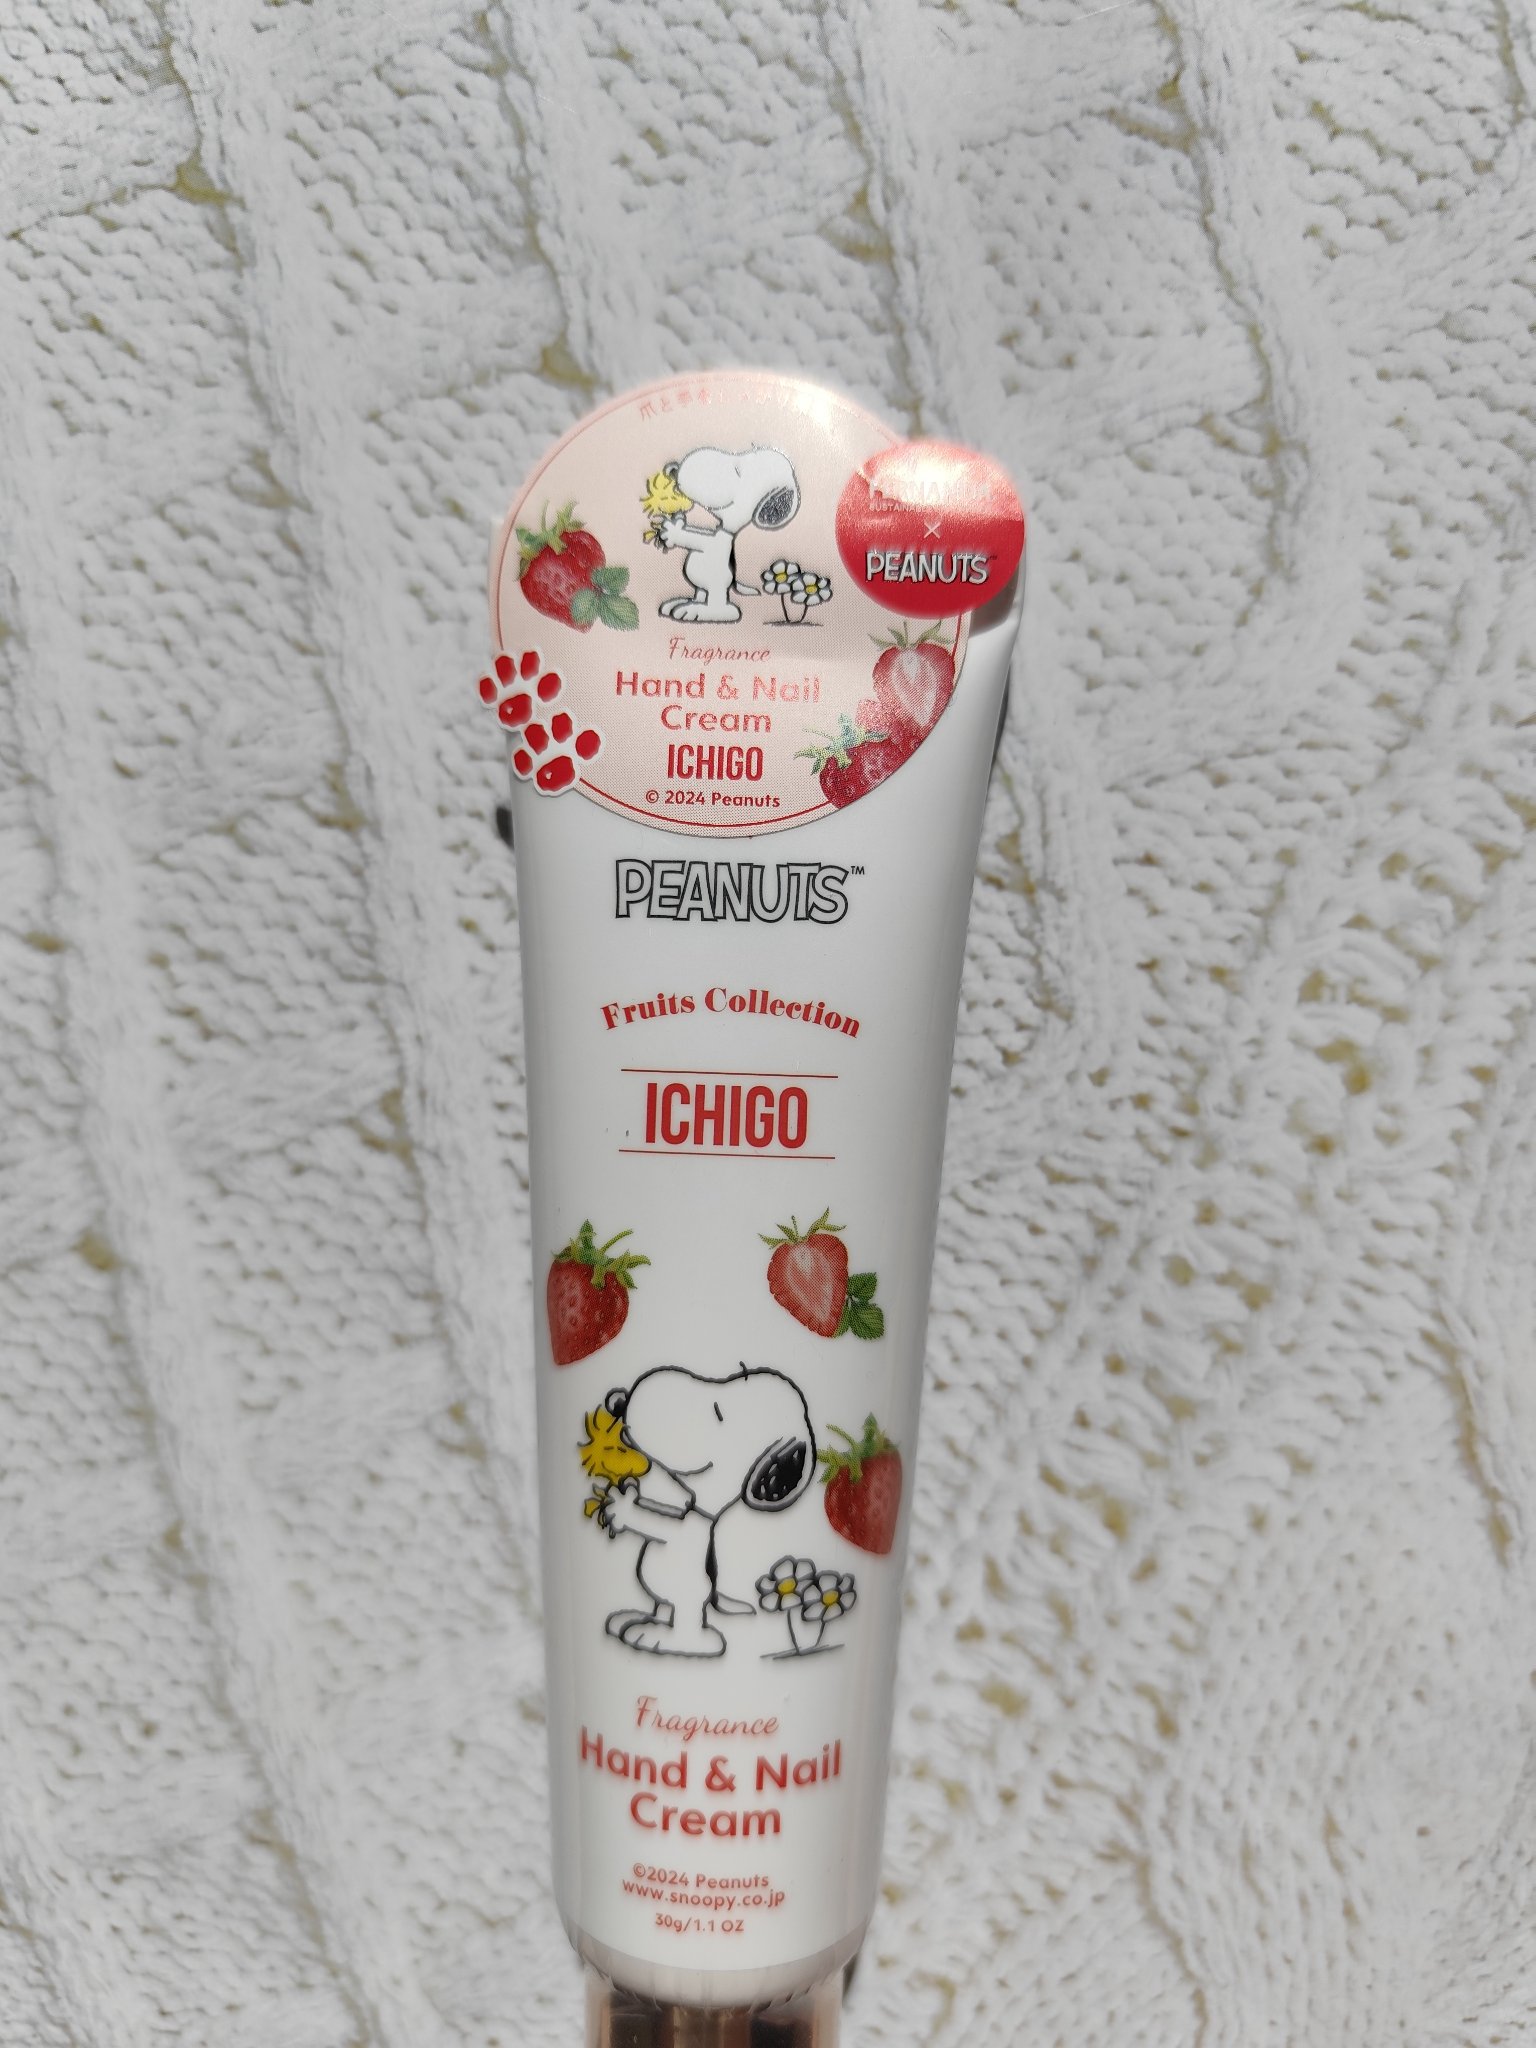 ×
PEANUTS
Fragrance
Hand & Nail
Cream
ICHIGO
© 2024 Peanuts
PEANUTS™
Fruits Collection
ICHIGO
Fragrance
Hand & Nail
Cream
©2024 Peanuts
www.snoopy.co.jp
30g/1.1 OZ